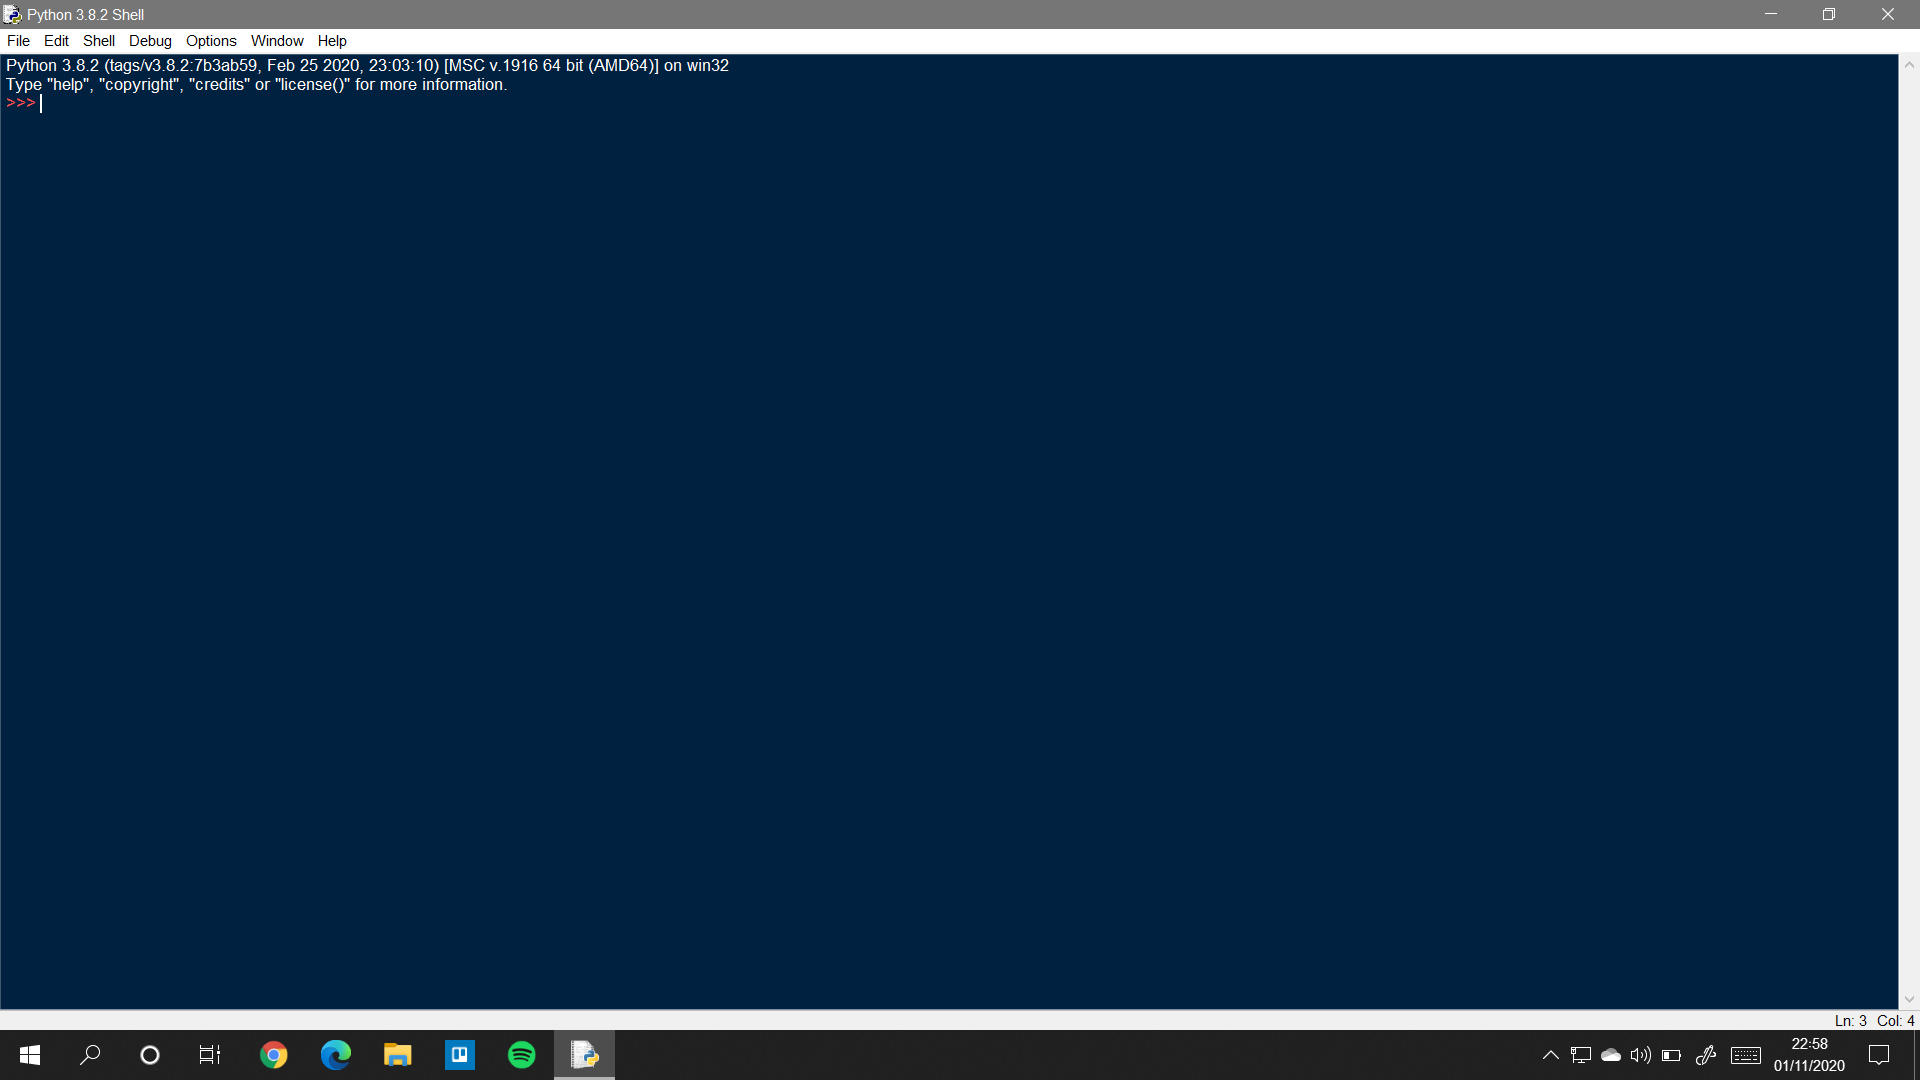 Python 3.8.2 Shell
File Edit Shell Debug Options Window Help
Python 3.8.2 (tags/v3.8.2:7b3ab59, Feb 25 2020, 23:03:10) [MSC v.1916 64 bit (AMD64)] on win32
Type "help", "copyright", "credits" or "license()" for more information.
>>>
Ln: 3 Col: 4
22:58
01/11/2020